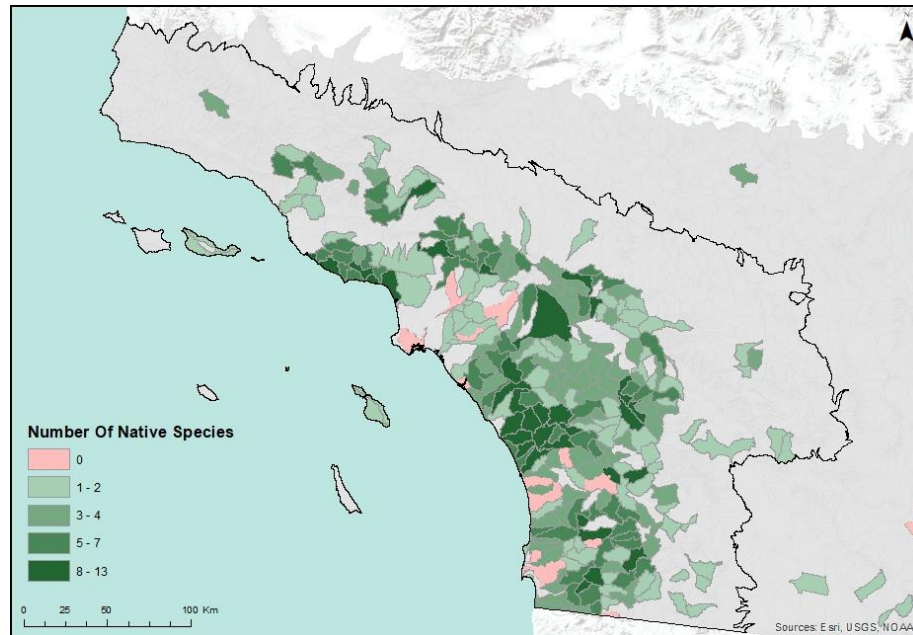 N
Number Of Native Species
0
1 - 2
3 - 4
5 - 7
8 - 13
0 25 50 100 Km
Sources: Esri, USGS, NOAA